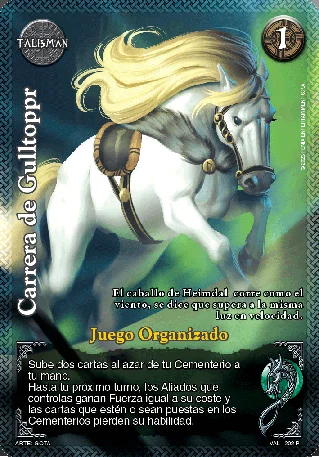 TALISMAN
1
Carrera de Gulltoppr
El caballo de Heimdal corre como el
viento, se dice que supera a la misma
luz en velocidad.
Juego Organizado
Sube dos cartas al azar de tu Cementerio a
tu mano.
Hasta tu próximo turno, los Aliados que
controlas ganan Fuerza igual a su costo y
las cartas que estén o sean puestas en los
Cementerios pierden su habilidad.